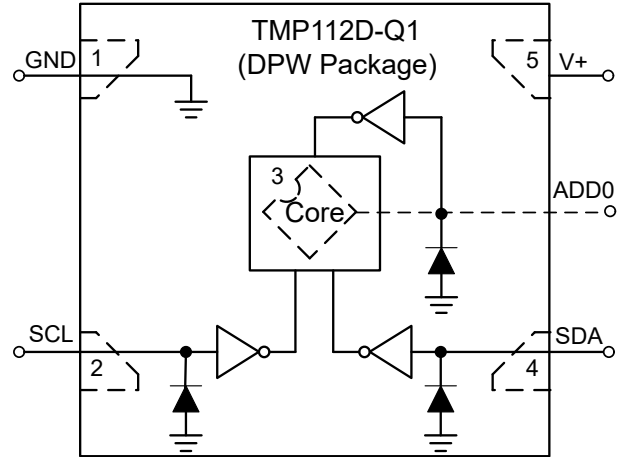 TMP112D-Q1
(DPW Package)
GND
1
5
V+
3
Core
ADD0
SCL
2
SDA
4